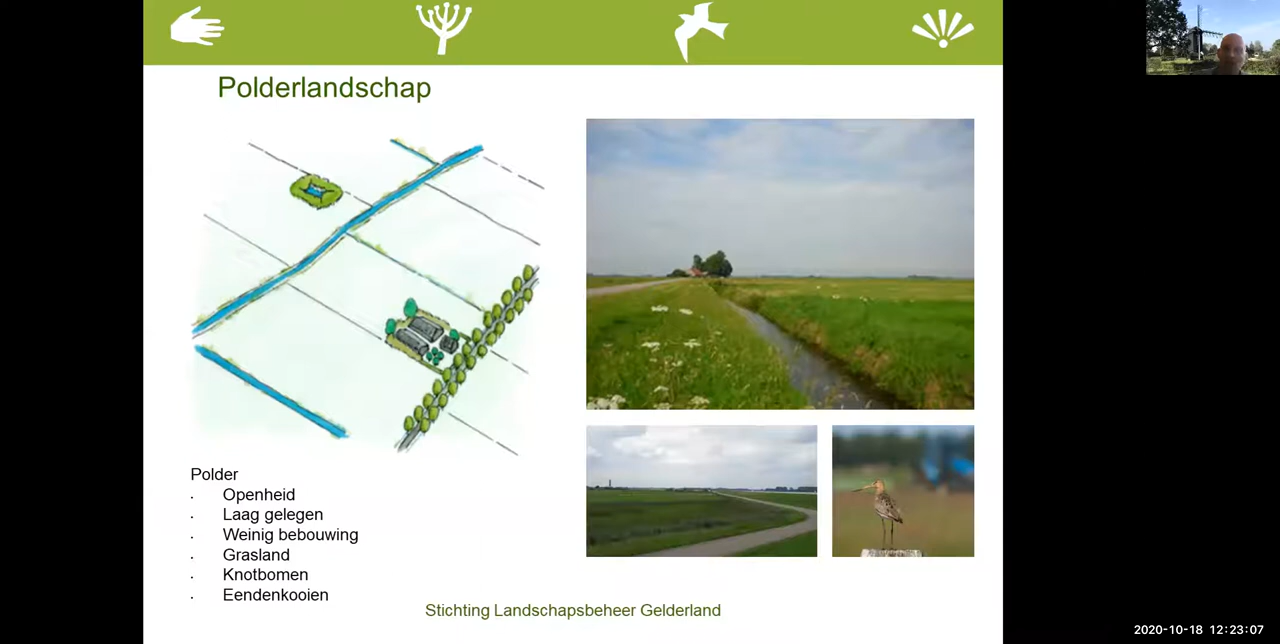 Polderlandschap
Polder
. Openheid
. Laag gelegen
. Weinig bebouwing
. Grasland
. Knotbomen
. Eendenkooien
Stichting Landschapsbeheer Gelderland
2020-10-18 12:23:07